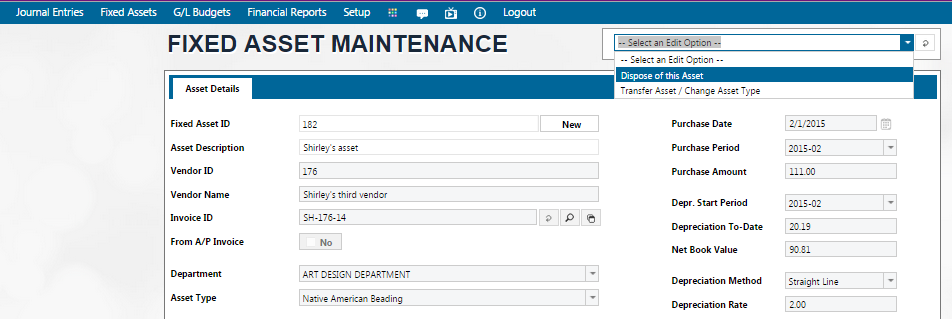 Journal Entries Fixed Assets G/L Budgets Financial Reports Setup Logout
FIXED ASSET MAINTENANCE
-- Select an Edit Option --
-- Select an Edit Option --
Dispose of this Asset
Transfer Asset / Change Asset Type
Asset Details
Fixed Asset ID 182 New Purchase Date 2/1/2015
Asset Description Shirley's asset Purchase Period 2015-02
Vendor ID 176 Purchase Amount 111.00
Vendor Name Shirley's third vendor Depr. Start Period 2015-02
Invoice ID SH-176-14 Depreciation To-Date 20.19
From A/P Invoice No Net Book Value 90.81
Department ART DESIGN DEPARTMENT Depreciation Method Straight Line
Asset Type Native American Beading Depreciation Rate 2.00